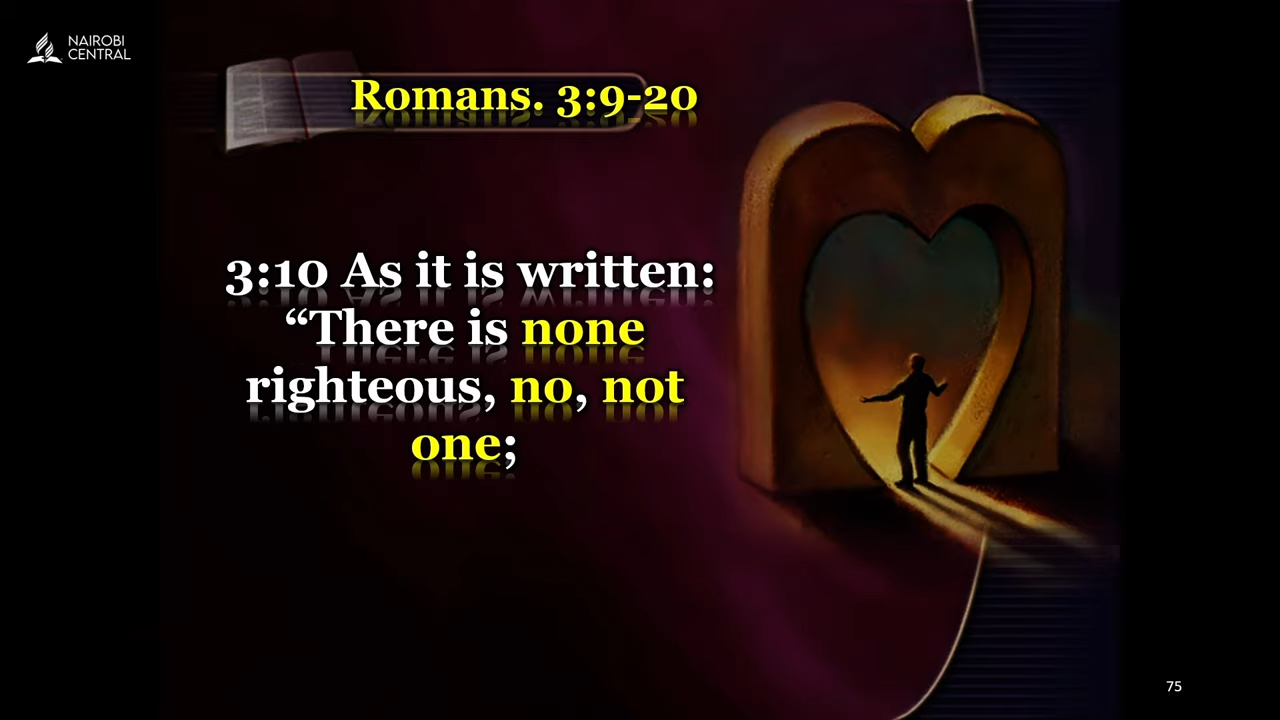 NAIROBI
CENTRAL
Romans. 3:9-20
3:10 As it is written:
“There is none
righteous, no, not
one;
75